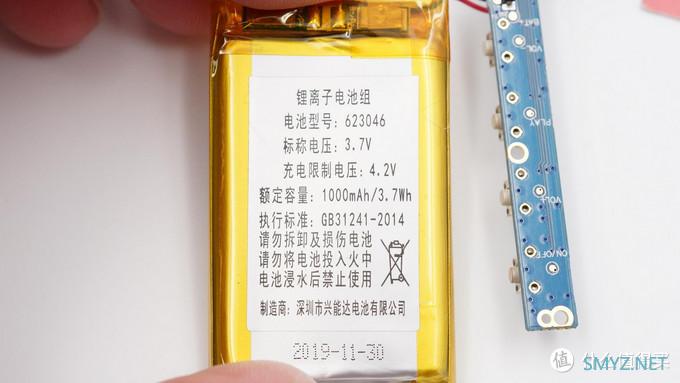 锂离子电池组
电池型号: 623046
标称电压: 3.7V
充电限制电压: 4.2V
额定容量: 1000mAh/3.7Wh
执行标准: GB31241-2014
请勿拆卸及损伤电池
请勿将电池投入火中
电池浸水后禁止使用
制造商: 深圳市兴能达电池有限公司
2019-11-30
BAT+
VOL-
PLAY
VOL+
ON/OFF
值
SMYZ.NET